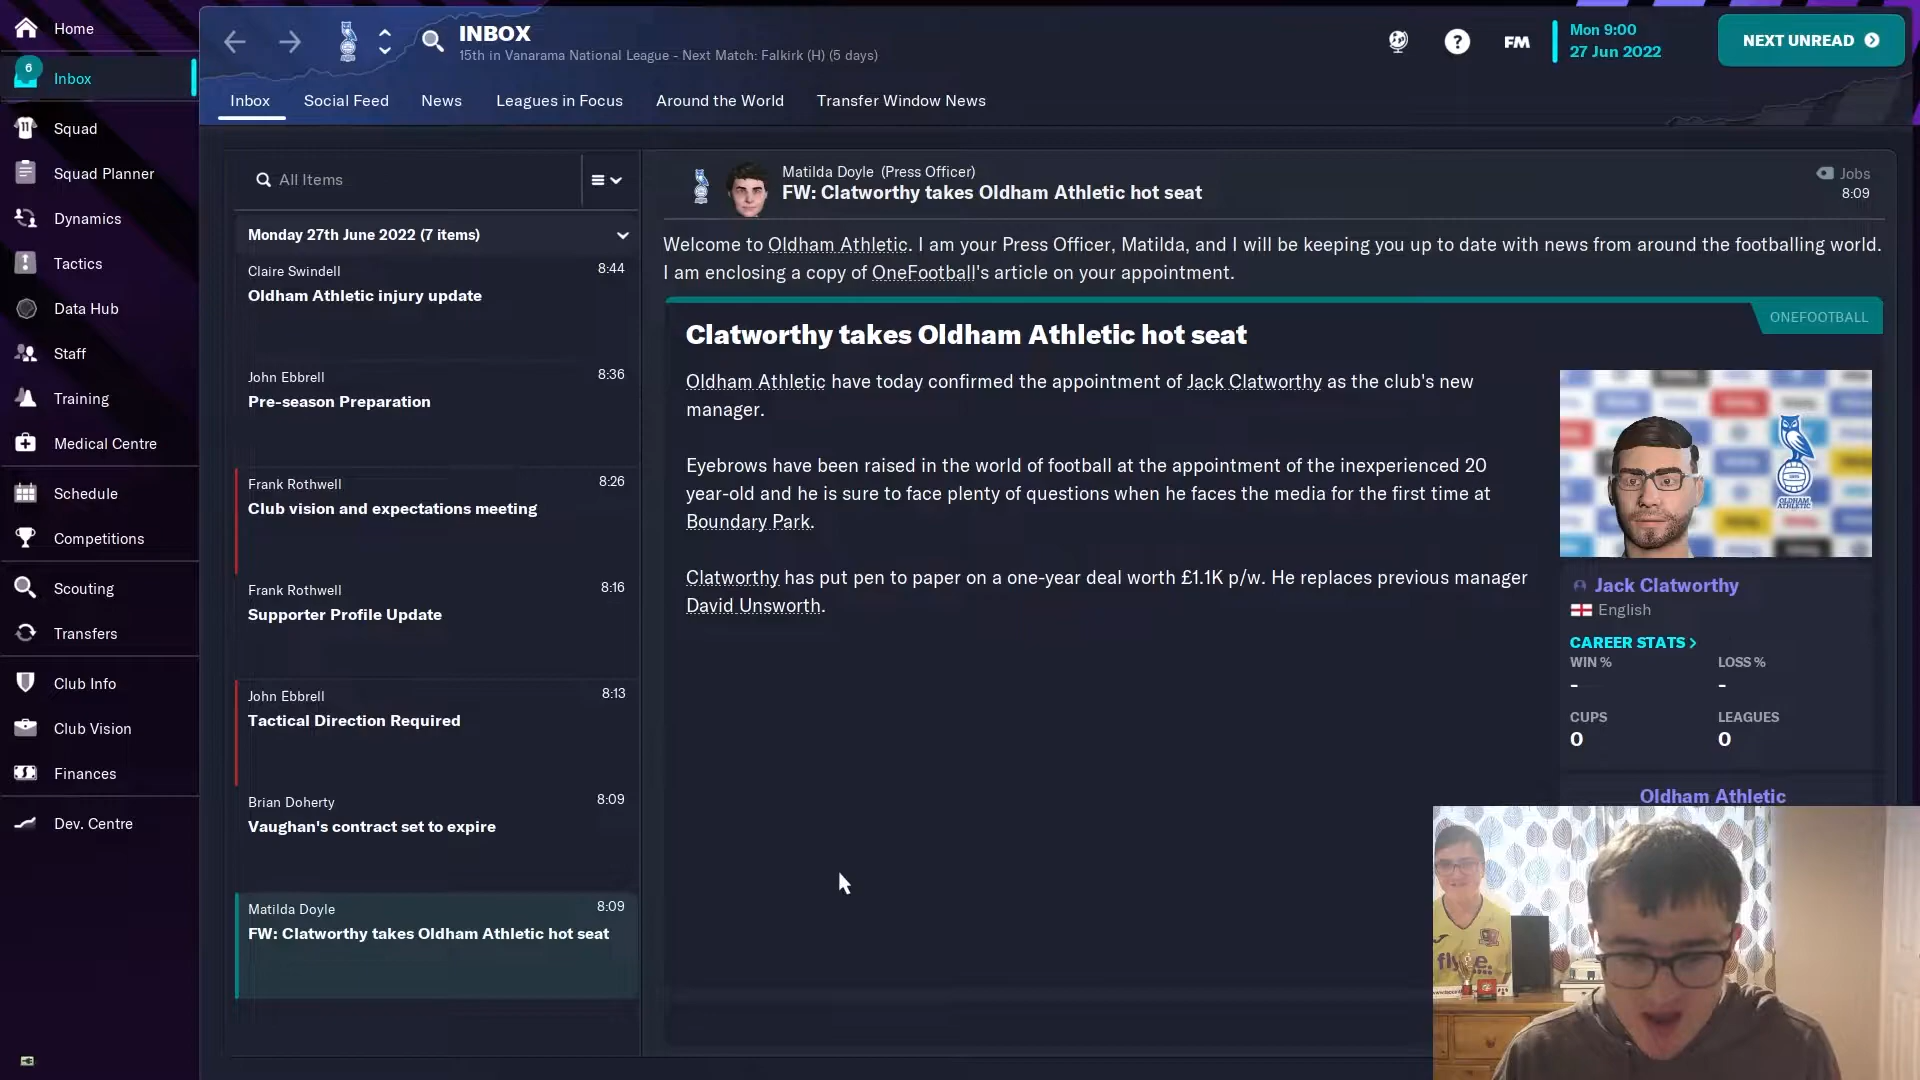 Home
6
Inbox
Squad
Squad Planner
Dynamics
Tactics
Data Hub
Staff
Training
Medical Centre
Schedule
Competitions
Scouting
Transfers
Club Info
Club Vision
Finances
Dev. Centre
INBOX
15th in Vanarama National League - Next Match: Falkirk (H) (5 days)
?
FM
Mon 9:00
27 Jun 2022
NEXT UNREAD
Inbox
Social Feed
News
Leagues in Focus
Around the World
Transfer Window News
All Items
Monday 27th June 2022 (7 items)
Claire Swindell 8:44
Oldham Athletic injury update
John Ebbrell 8:36
Pre-season Preparation
Frank Rothwell 8:26
Club vision and expectations meeting
Frank Rothwell 8:16
Supporter Profile Update
John Ebbrell 8:13
Tactical Direction Required
Brian Doherty 8:09
Vaughan's contract set to expire
Matilda Doyle 8:09
FW: Clatworthy takes Oldham Athletic hot seat
Matilda Doyle (Press Officer)
FW: Clatworthy takes Oldham Athletic hot seat
Jobs
8:09
Welcome to Oldham Athletic. I am your Press Officer, Matilda, and I will be keeping you up to date with news from around the footballing world.
I am enclosing a copy of OneFootball's article on your appointment.
ONEFOOTBALL
Clatworthy takes Oldham Athletic hot seat
Oldham Athletic have today confirmed the appointment of Jack Clatworthy as the club's new
manager.
Eyebrows have been raised in the world of football at the appointment of the inexperienced 20
year-old and he is sure to face plenty of questions when he faces the media for the first time at
Boundary Park.
Clatworthy has put pen to paper on a one-year deal worth £1.1K p/w. He replaces previous manager
David Unsworth.
OLDHAM
ATHLETIC
Jack Clatworthy
English
CAREER STATS >
WIN % LOSS %
- -
CUPS LEAGUES
0 0
Oldham Athletic